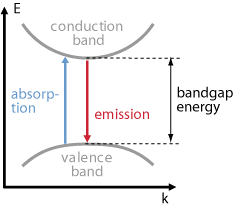 E
conduction
band
absorp-
tion
emission
bandgap
energy
valence
band
k